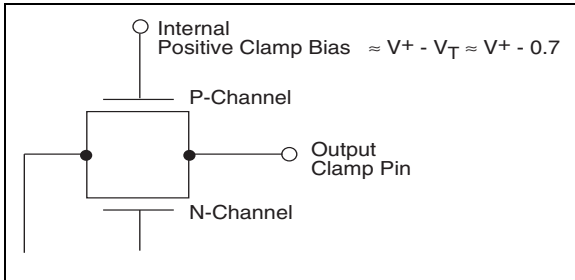 Internal
Positive Clamp Bias ≈ V+ - VT ≈ V+ - 0.7
P-Channel
Output
Clamp Pin
N-Channel